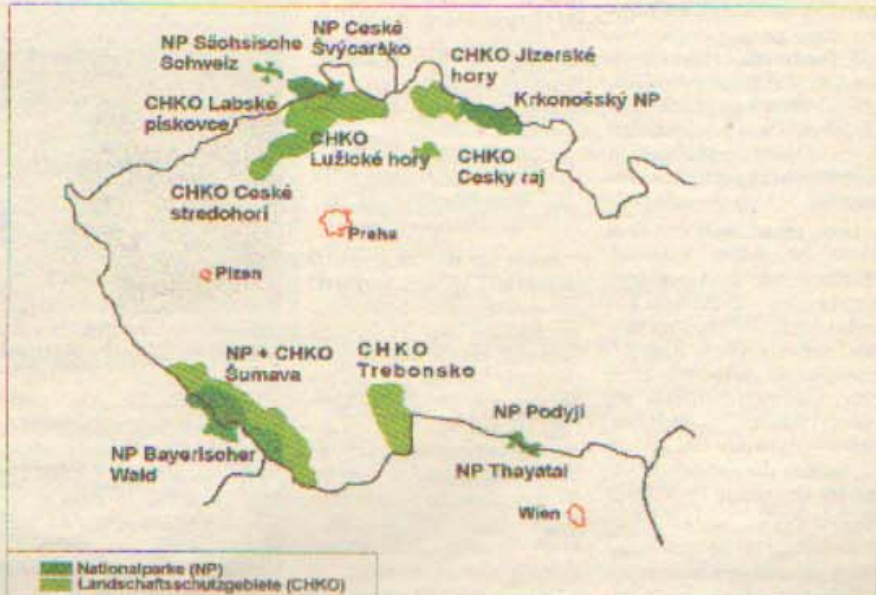 NP České
Švýcarsko
NP Sächsische
Schweiz
CHKO Jizerské
hory
CHKO Labské
pískovce
Krkonošský NP
CHKO
Lužické hory
CHKO
Cesky raj
CHKO České
stredohorí
Praha
Plzen
NP + CHKO
Šumava
CHKO
Trebonsko
NP Podyjí
NP Bayerischer
Wald
NP Thayatal
Wien
Nationalparke (NP)
Landschaftsschutzgebiete (CHKO)